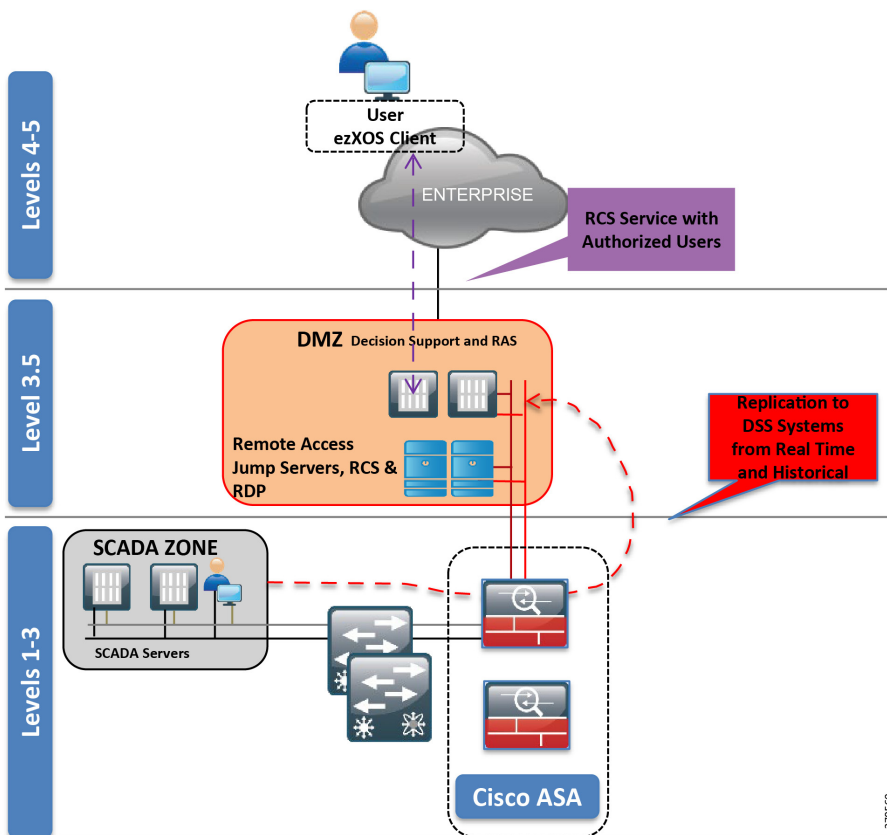 Levels 4-5
User
ezXOS Client
ENTERPRISE
RCS Service with
Authorized Users
Level 3.5
DMZ Decision Support and RAS
Remote Access
Jump Servers, RCS &
RDP
Replication to
DSS Systems
from Real Time
and Historical
Levels 1-3
SCADA ZONE
SCADA Servers
Cisco ASA